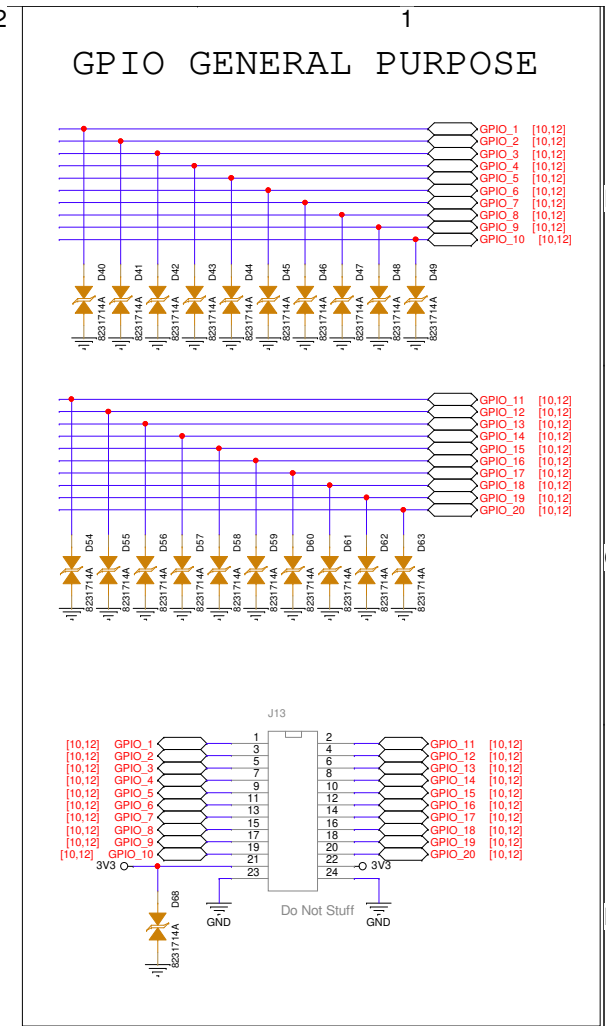 2
1
GPIO GENERAL PURPOSE
GPIO_1 [10,12]
GPIO_2 [10,12]
GPIO_3 [10,12]
GPIO_4 [10,12]
GPIO_5 [10,12]
GPIO_6 [10,12]
GPIO_7 [10,12]
GPIO_8 [10,12]
GPIO_9 [10,12]
GPIO_10 [10,12]
D40
8231714A
D41
8231714A
D42
8231714A
D43
8231714A
D44
8231714A
D45
8231714A
D46
8231714A
D47
8231714A
D48
8231714A
D49
8231714A
GPIO_11 [10,12]
GPIO_12 [10,12]
GPIO_13 [10,12]
GPIO_14 [10,12]
GPIO_15 [10,12]
GPIO_16 [10,12]
GPIO_17 [10,12]
GPIO_18 [10,12]
GPIO_19 [10,12]
GPIO_20 [10,12]
D54
8231714A
D55
8231714A
D56
8231714A
D57
8231714A
D58
8231714A
D59
8231714A
D60
8231714A
D61
8231714A
D62
8231714A
D63
8231714A
J13
[10,12] GPIO_1 1 2 GPIO_11 [10,12]
[10,12] GPIO_2 3 4 GPIO_12 [10,12]
[10,12] GPIO_3 5 6 GPIO_13 [10,12]
[10,12] GPIO_4 7 8 GPIO_14 [10,12]
[10,12] GPIO_5 9 10 GPIO_15 [10,12]
[10,12] GPIO_6 11 12 GPIO_16 [10,12]
[10,12] GPIO_7 13 14 GPIO_17 [10,12]
[10,12] GPIO_8 15 16 GPIO_18 [10,12]
[10,12] GPIO_9 17 18 GPIO_19 [10,12]
[10,12] GPIO_10 19 20 GPIO_20 [10,12]
3V3 21 22 3V3
23 24
D68
8231714A
GND
Do Not Stuff
GND